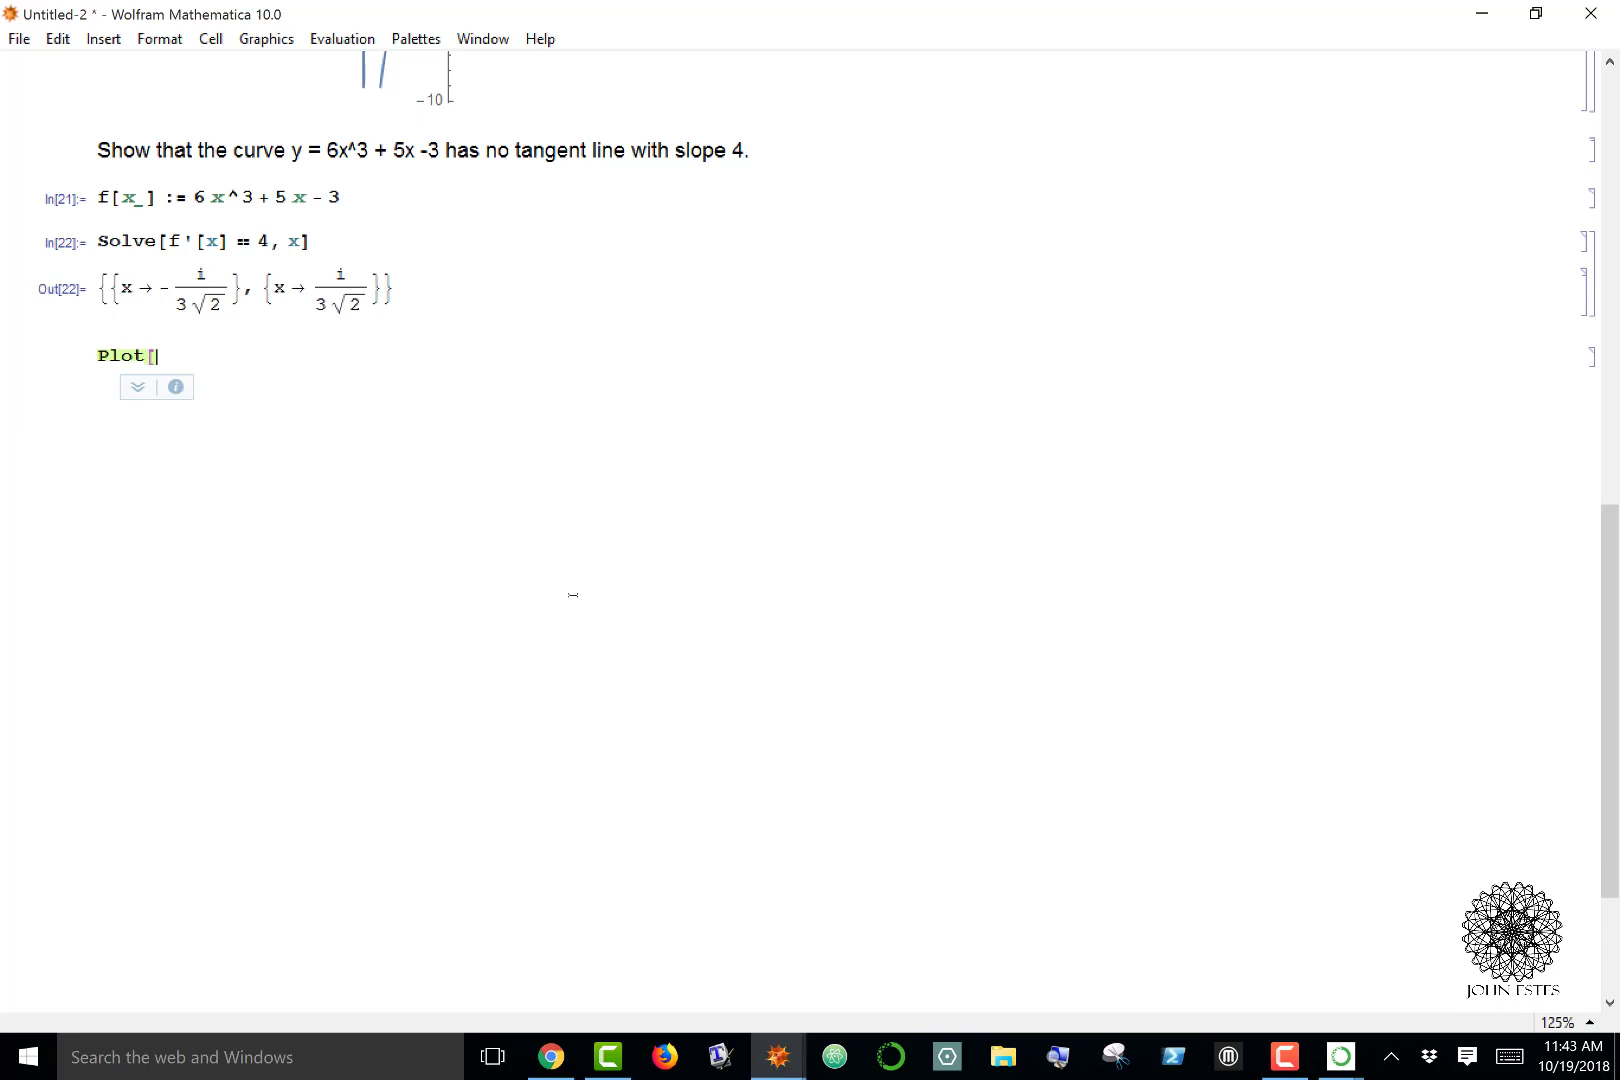 Untitled-2 * - Wolfram Mathematica 10.0
File Edit Insert Format Cell Graphics Evaluation Palettes Window Help
-10
Show that the curve y = 6x^3 + 5x -3 has no tangent line with slope 4.
In[21]:= f[x_] := 6 x^3 + 5 x - 3
In[22]:= Solve[f'[x] == 4, x]
Out[22]= {{x → - i/(3 √2)}, {x → i/(3 √2)}}
Plot[
JOHN ESTES
125%
Search the web and Windows
11:43 AM
10/19/2018